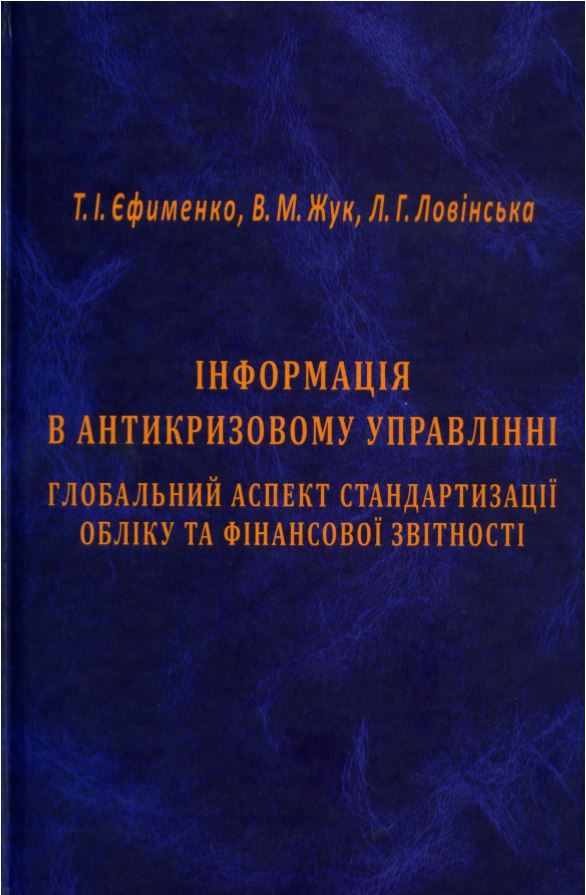 Т. І. Єфименко, В. М. Жук, Л. Г. Ловінська
ІНФОРМАЦІЯ
В АНТИКРИЗОВОМУ УПРАВЛІННІ
ГЛОБАЛЬНИЙ АСПЕКТ СТАНДАРТИЗАЦІЇ
ОБЛІКУ ТА ФІНАНСОВОЇ ЗВІТНОСТІ